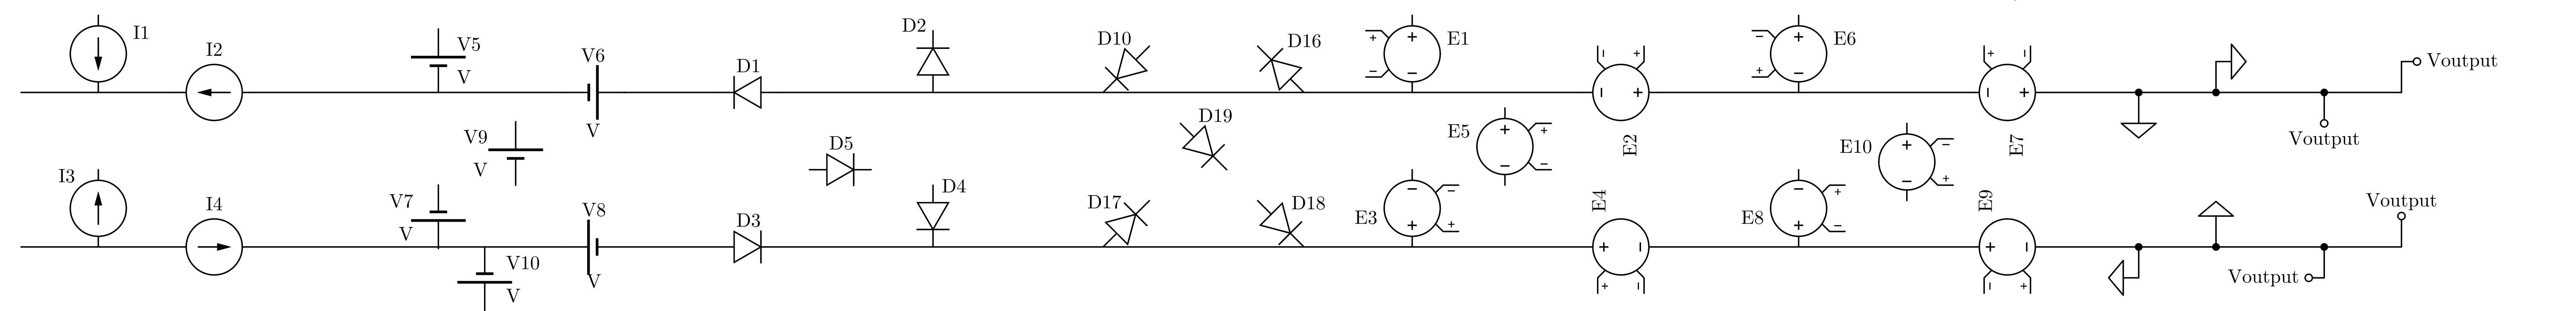 I1
I2
V5
V
V6
V
D1
D2
D10
D16
E1
+
−
+
−
E2
−
+
−
+
E6
−
+
+
−
E7
+
−
−
+
Voutput
Voutput
V9
V
D5
D19
E5
+
−
+
−
E10
+
−
−
+
I3
I4
V7
V
V10
V
V8
V
D3
D4
D17
D18
E3
−
+
−
+
E4
+
−
+
−
E8
−
+
+
−
E9
+
−
−
+
Voutput
Voutput